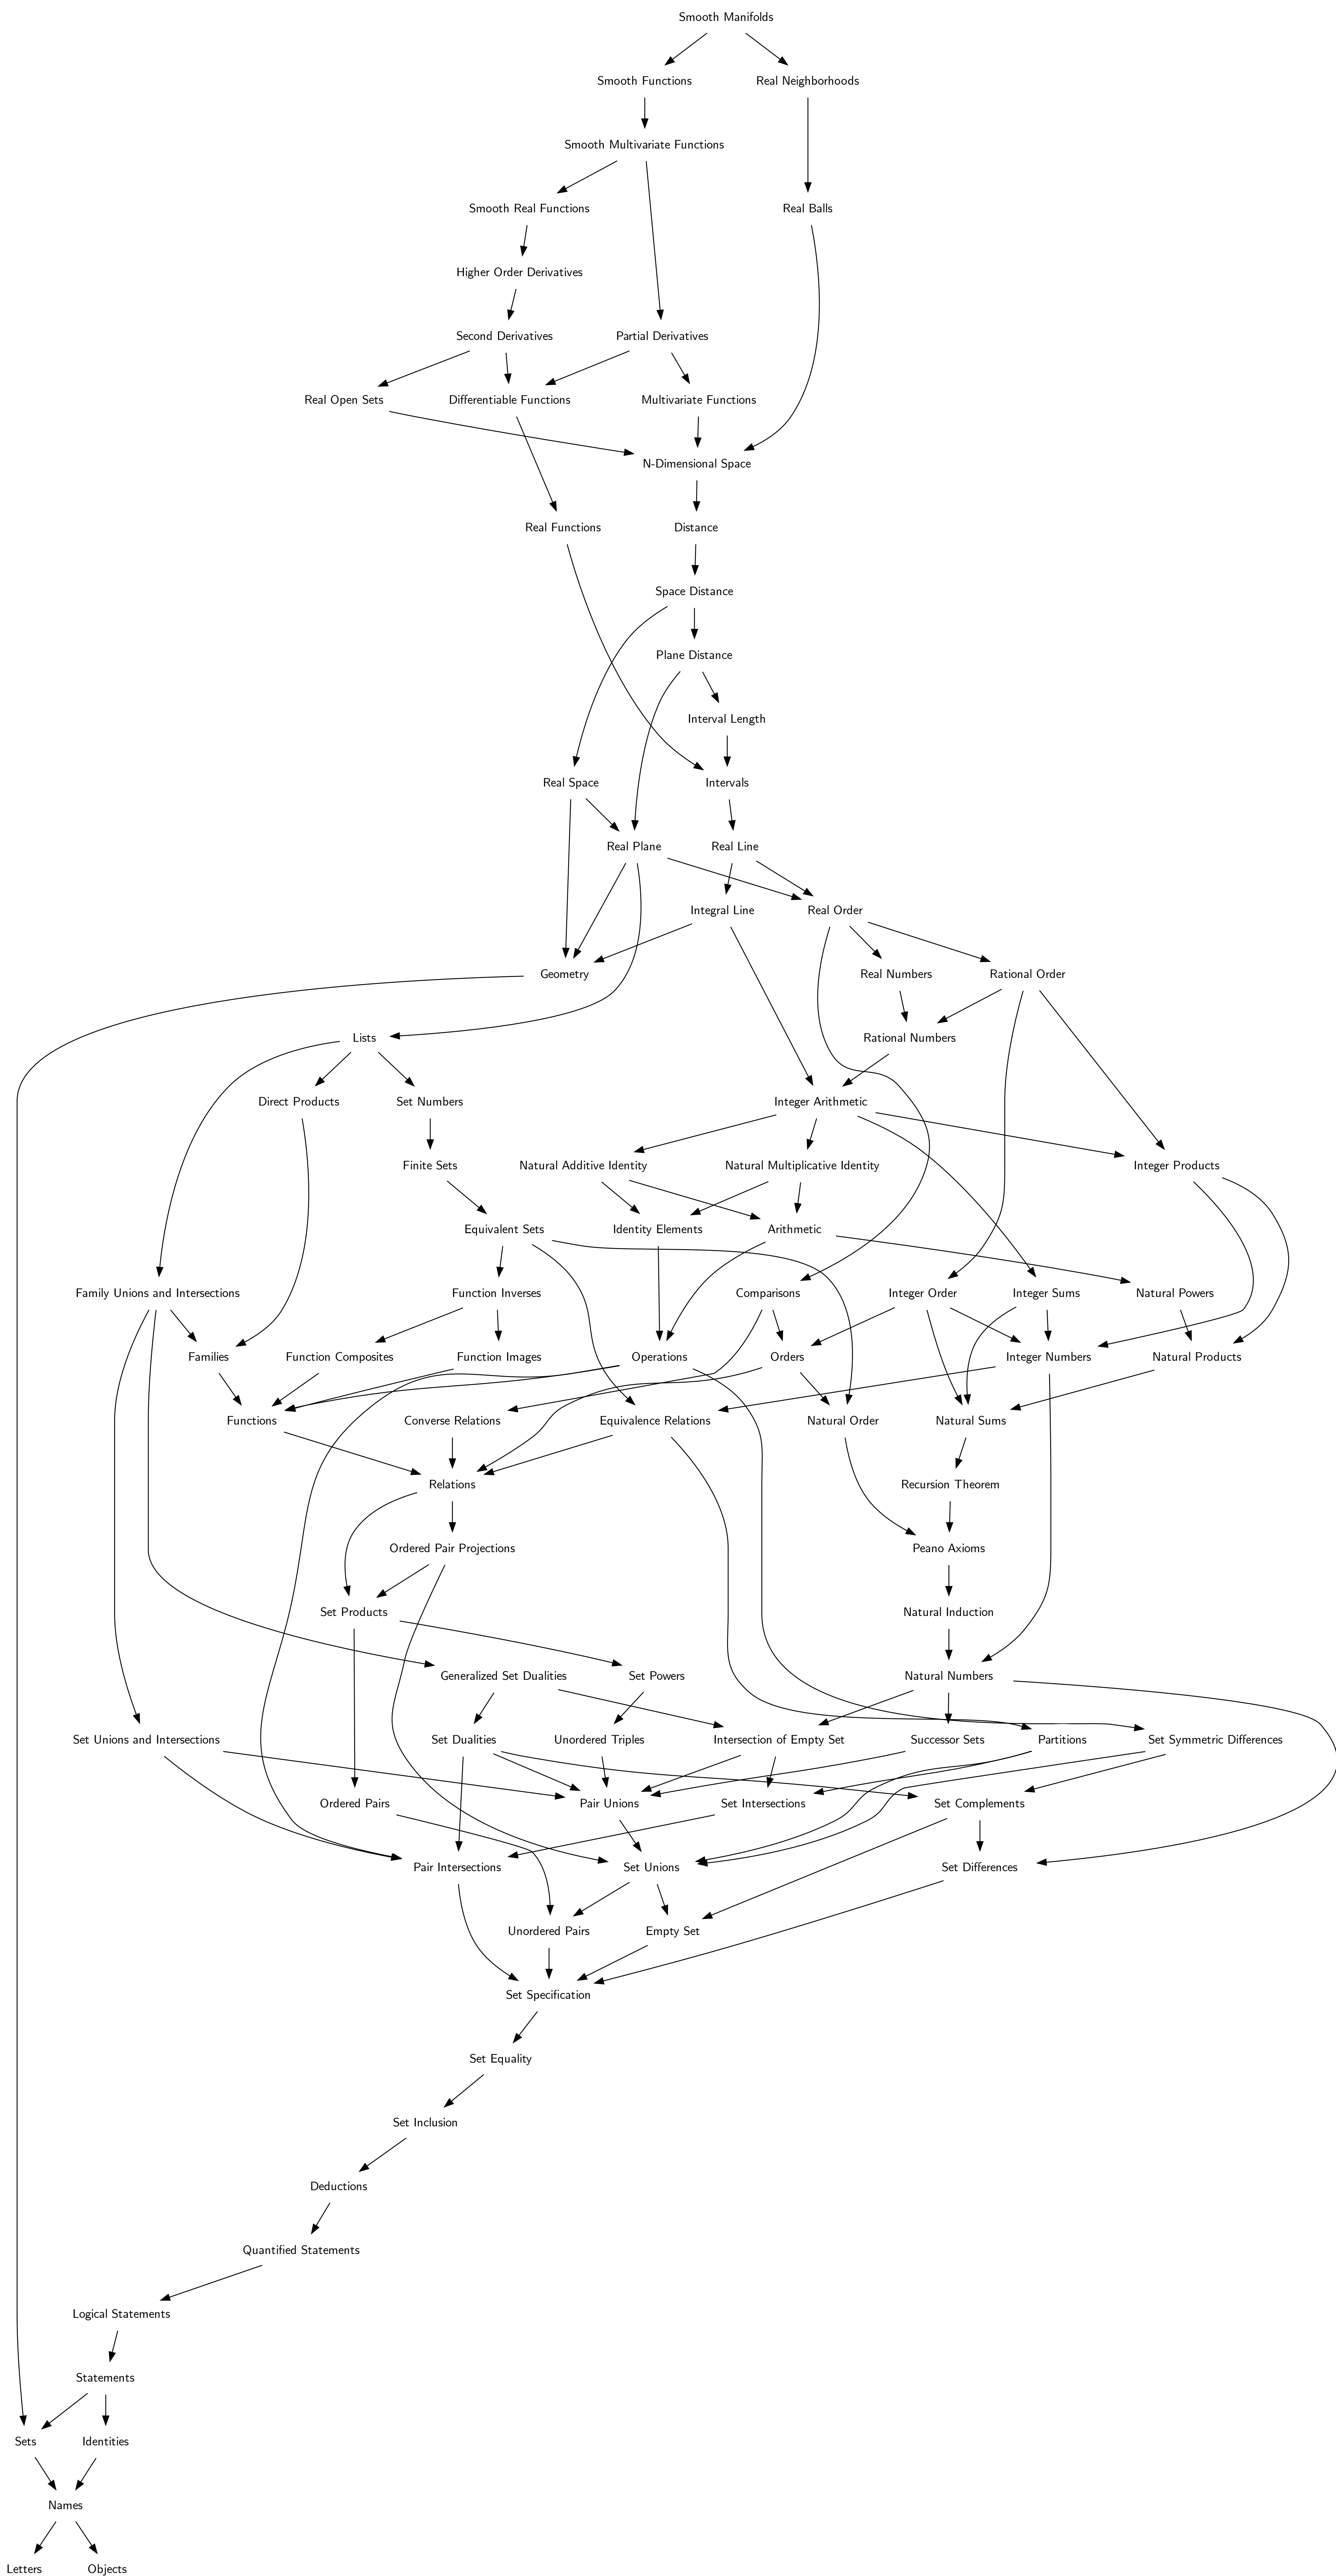 Smooth Manifolds
Smooth Functions
Real Neighborhoods
Smooth Multivariate Functions
Smooth Real Functions
Real Balls
Higher Order Derivatives
Second Derivatives
Partial Derivatives
Real Open Sets
Differentiable Functions
Multivariate Functions
N-Dimensional Space
Real Functions
Distance
Space Distance
Plane Distance
Interval Length
Real Space
Intervals
Real Plane
Real Line
Integral Line
Real Order
Geometry
Real Numbers
Rational Order
Lists
Rational Numbers
Direct Products
Set Numbers
Integer Arithmetic
Finite Sets
Natural Additive Identity
Natural Multiplicative Identity
Integer Products
Equivalent Sets
Identity Elements
Arithmetic
Family Unions and Intersections
Function Inverses
Comparisons
Integer Order
Integer Sums
Natural Powers
Families
Function Composites
Function Images
Operations
Orders
Integer Numbers
Natural Products
Functions
Converse Relations
Equivalence Relations
Natural Order
Natural Sums
Relations
Recursion Theorem
Ordered Pair Projections
Peano Axioms
Set Products
Natural Induction
Generalized Set Dualities
Set Powers
Natural Numbers
Set Unions and Intersections
Set Dualities
Unordered Triples
Intersection of Empty Set
Successor Sets
Partitions
Set Symmetric Differences
Ordered Pairs
Pair Unions
Set Intersections
Set Complements
Pair Intersections
Set Unions
Set Differences
Unordered Pairs
Empty Set
Set Specification
Set Equality
Set Inclusion
Deductions
Quantified Statements
Logical Statements
Statements
Sets
Identities
Names
Letters
Objects